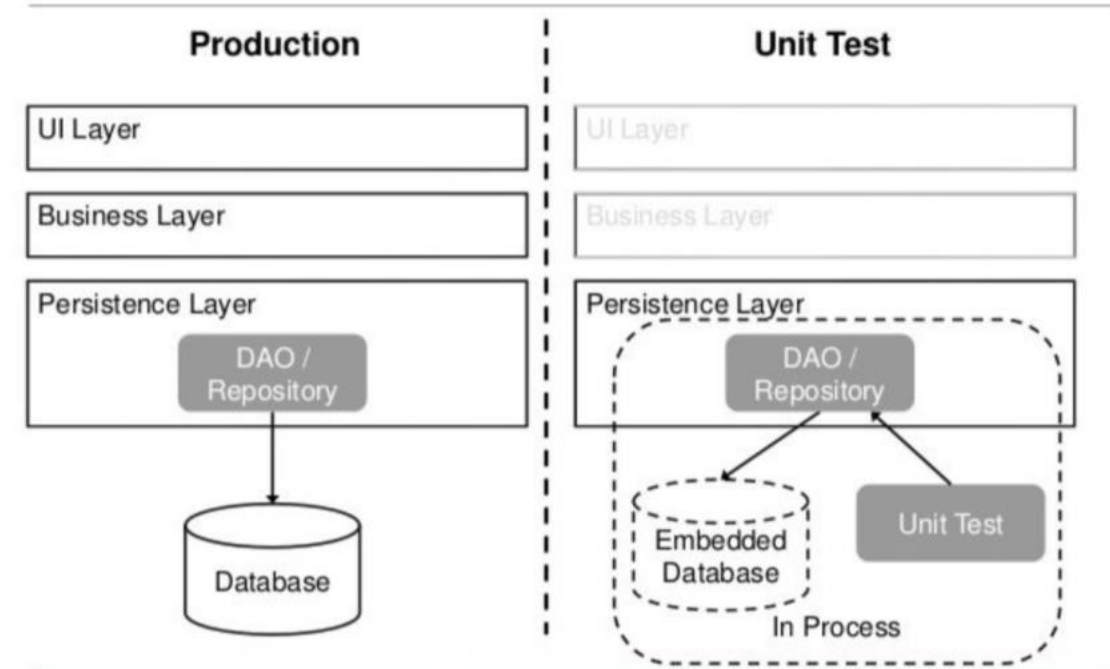 Production
UI Layer
Business Layer
Persistence Layer
DAO /
Repository
Database
Unit Test
UI Layer
Business Layer
Persistence Layer
DAO /
Repository
Embedded
Database
Unit Test
In Process